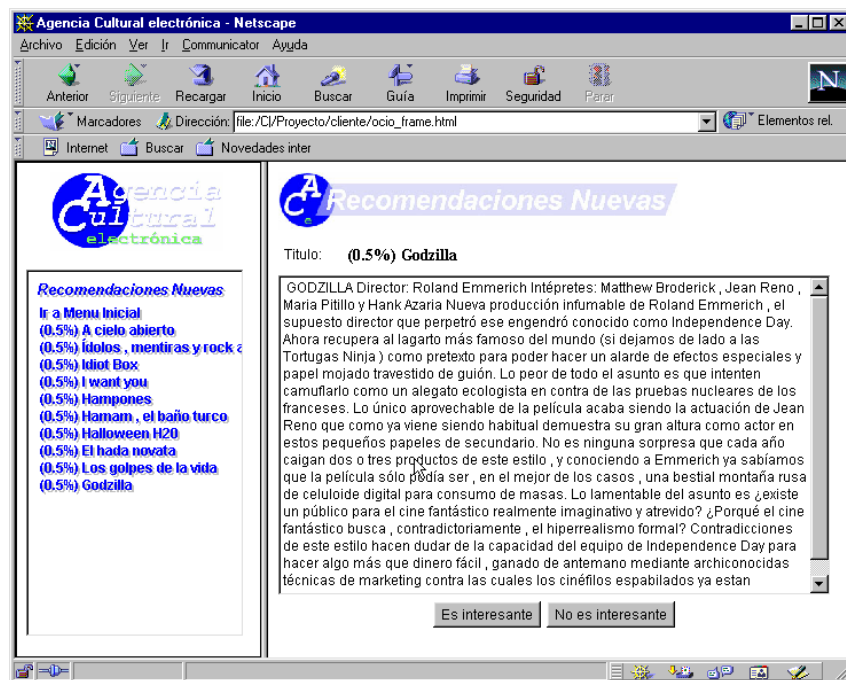 Agencia Cultural electrónica - Netscape
Archivo Edición Ver Ir Communicator Ayuda
Anterior Siguiente Recargar Inicio Buscar Guía Imprimir Seguridad Parar
N
Marcadores Dirección: file:/C|/Proyecto/cliente/ocio_frame.html Elementos rel.
Internet Buscar Novedades inter
Agencia
Cultural
electrónica
Recomendaciones Nuevas
Ir a Menu Inicial
(0.5%) A cielo abierto
(0.5%) Ídolos , mentiras y rock a
(0.5%) Idiot Box
(0.5%) I want you
(0.5%) Hampones
(0.5%) Hamam , el baño turco
(0.5%) Halloween H20
(0.5%) El hada novata
(0.5%) Los golpes de la vida
(0.5%) Godzilla
A C e Recomendaciones Nuevas
Titulo: (0.5%) Godzilla
GODZILLA Director: Roland Emmerich Intépretes: Matthew Broderick , Jean Reno ,
Maria Pitillo y Hank Azaria Nueva producción infumable de Roland Emmerich , el
supuesto director que perpetró ese engendró conocido como Independence Day.
Ahora recupera al lagarto más famoso del mundo (si dejamos de lado a las
Tortugas Ninja ) como pretexto para poder hacer un alarde de efectos especiales y
papel mojado travestido de guión. Lo peor de todo el asunto es que intenten
camuflarlo como un alegato ecologista en contra de las pruebas nucleares de los
franceses. Lo único aprovechable de la película acaba siendo la actuación de Jean
Reno que como ya viene siendo habitual demuestra su gran altura como actor en
estos pequeños papeles de secundario. No es ninguna sorpresa que cada año
caigan dos o tres productos de este estilo , y conociendo a Emmerich ya sabíamos
que la película sólo podía ser , en el mejor de los casos , una bestial montaña rusa
de celuloide digital para consumo de masas. Lo lamentable del asunto es ¿existe
un público para el cine fantástico realmente imaginativo y atrevido? ¿Porqué el cine
fantástico busca , contradictoriamente , el hiperrealismo formal? Contradicciones
de este estilo hacen dudar de la capacidad del equipo de Independence Day para
hacer algo más que dinero fácil , ganado de antemano mediante archiconocidas
técnicas de marketing contra las cuales los cinéfilos espabilados ya estan
Es interesante No es interesante